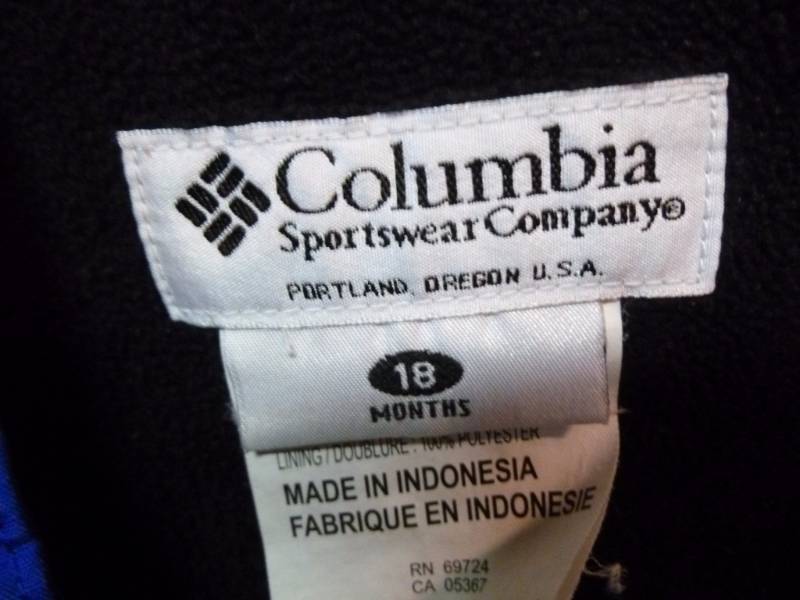 Columbia
Sportswear Company®
PORTLAND, OREGON U.S.A.
18
MONTHS
LINING / DOUBLURE : 100% POLYESTER
MADE IN INDONESIA
FABRIQUE EN INDONESIE
RN 69724
CA 05367